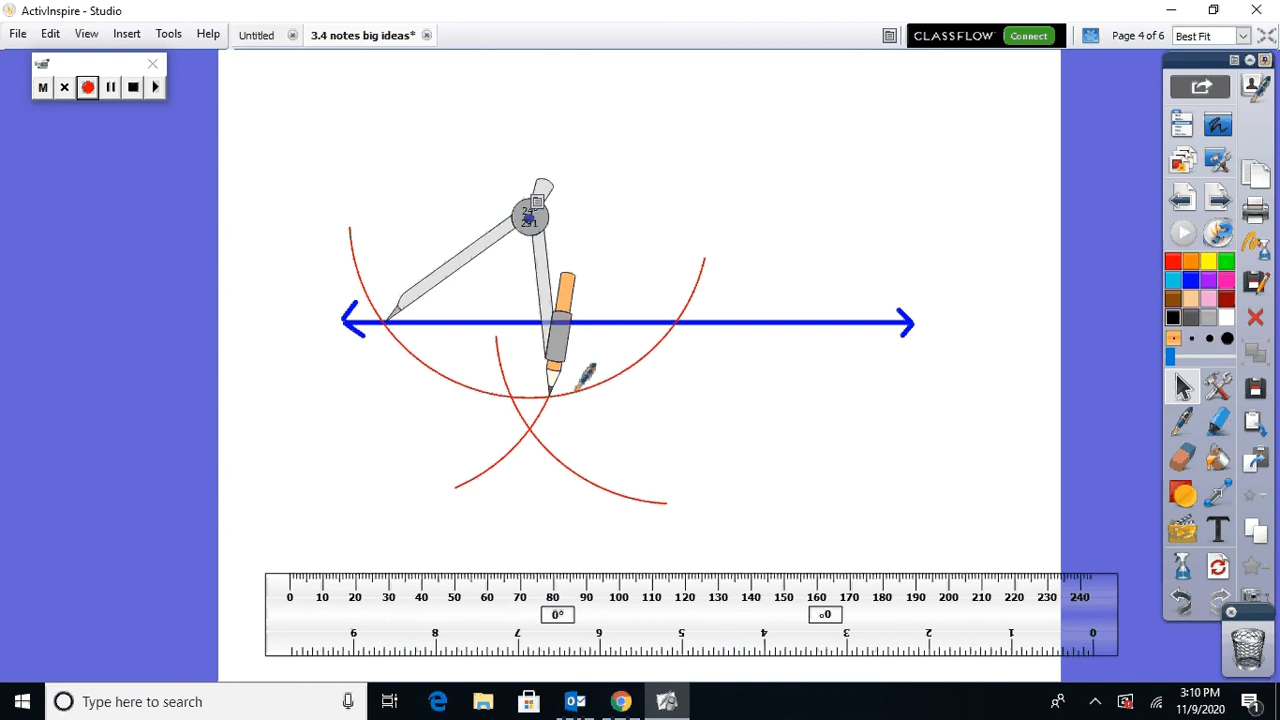 ActivInspire - Studio
File Edit View Insert Tools Help
Untitled
3.4 notes big ideas*
CLASSFLOW Connect
Page 4 of 6
Best Fit
M
T
0 10 20 30 40 50 60 70 80 90 100 110 120 130 140 150 160 170 180 190 200 210 220 230 240
0° 0°
9 8 7 6 5 4 3 2 1 0
Type here to search
3:10 PM
11/9/2020
1